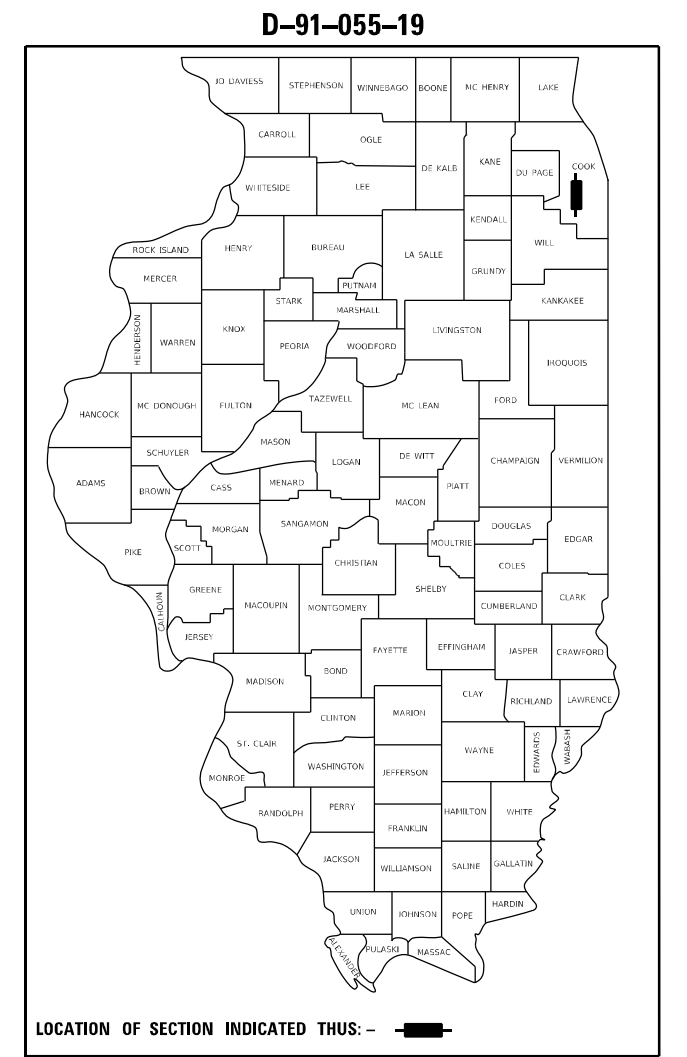 D–91–055–19
JO DAVIESS
STEPHENSON
WINNEBAGO
BOONE
MC HENRY
LAKE
CARROLL
OGLE
DE KALB
KANE
DU PAGE
COOK
WHITESIDE
LEE
KENDALL
WILL
ROCK ISLAND
HENRY
BUREAU
LA SALLE
GRUNDY
MERCER
PUTNAM
STARK
MARSHALL
KANKAKEE
HENDERSON
WARREN
KNOX
PEORIA
WOODFORD
LIVINGSTON
IROQUOIS
HANCOCK
MC DONOUGH
FULTON
TAZEWELL
MC LEAN
FORD
MASON
SCHUYLER
LOGAN
DE WITT
CHAMPAIGN
VERMILION
ADAMS
BROWN
CASS
MENARD
PIATT
MACON
MORGAN
SANGAMON
DOUGLAS
EDGAR
PIKE
SCOTT
CHRISTIAN
MOULTRIE
COLES
GREENE
CALHOUN
MACOUPIN
MONTGOMERY
SHELBY
CUMBERLAND
CLARK
JERSEY
FAYETTE
EFFINGHAM
JASPER
CRAWFORD
MADISON
BOND
CLAY
RICHLAND
LAWRENCE
CLINTON
MARION
ST. CLAIR
WAYNE
EDWARDS
WABASH
MONROE
WASHINGTON
JEFFERSON
RANDOLPH
PERRY
HAMILTON
WHITE
FRANKLIN
JACKSON
WILLIAMSON
SALINE
GALLATIN
UNION
JOHNSON
POPE
HARDIN
ALEXANDER
PULASKI
MASSAC
LOCATION OF SECTION INDICATED THUS: –